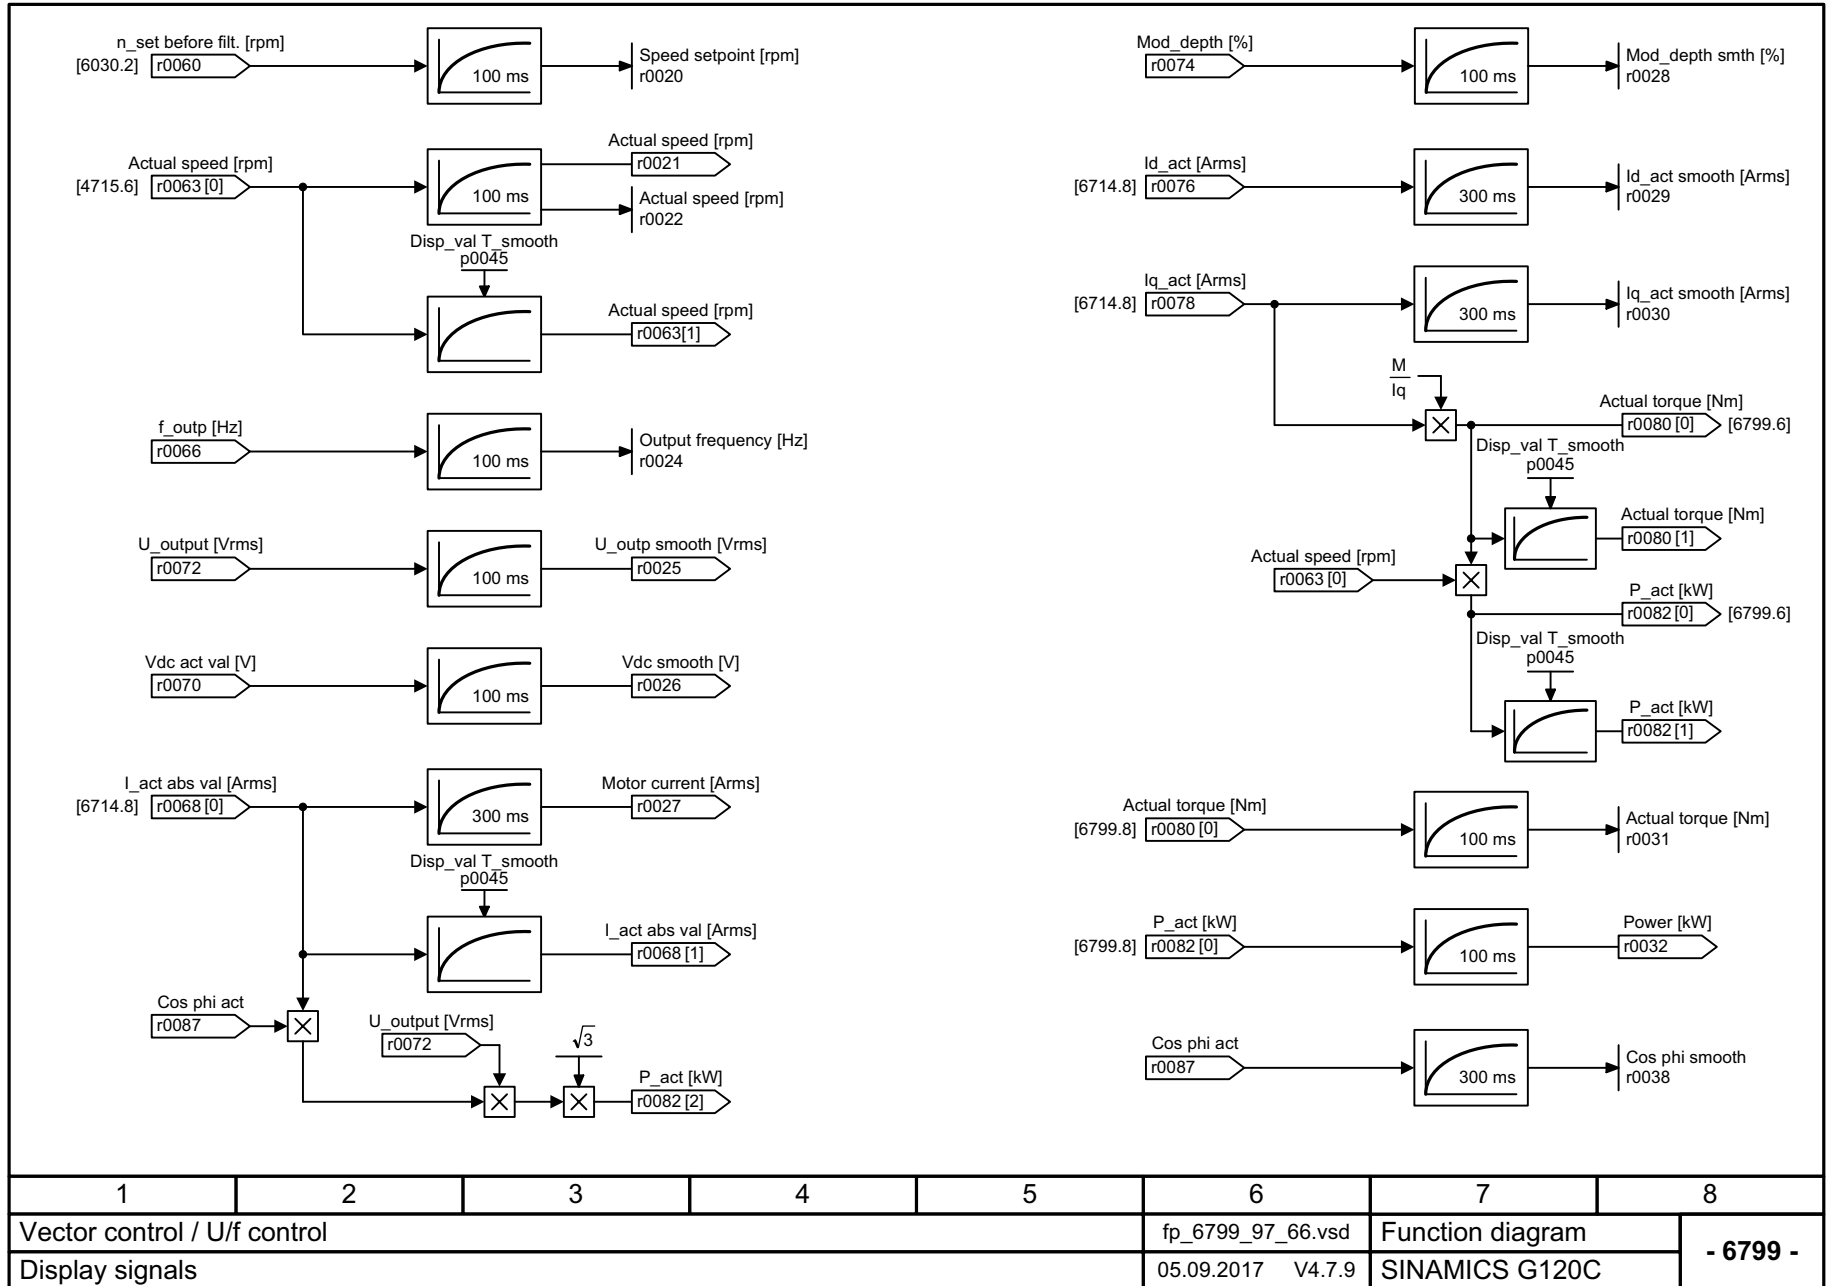 n_set before filt. [rpm]
[6030.2] r0060
100 ms
Speed setpoint [rpm]
r0020
Actual speed [rpm]
[4715.6] r0063 [0]
100 ms
Actual speed [rpm]
r0021
Actual speed [rpm]
r0022
Disp_val T_smooth
p0045
Actual speed [rpm]
r0063[1]
f_outp [Hz]
r0066
100 ms
Output frequency [Hz]
r0024
U_output [Vrms]
r0072
100 ms
U_outp smooth [Vrms]
r0025
Vdc act val [V]
r0070
100 ms
Vdc smooth [V]
r0026
I_act abs val [Arms]
[6714.8] r0068 [0]
300 ms
Motor current [Arms]
r0027
Disp_val T_smooth
p0045
I_act abs val [Arms]
r0068 [1]
Cos phi act
r0087
U_output [Vrms]
r0072
√3
P_act [kW]
r0082 [2]
Mod_depth [%]
r0074
100 ms
Mod_depth smth [%]
r0028
Id_act [Arms]
[6714.8] r0076
300 ms
Id_act smooth [Arms]
r0029
Iq_act [Arms]
[6714.8] r0078
300 ms
Iq_act smooth [Arms]
r0030
M
Iq
Actual torque [Nm]
r0080 [0] [6799.6]
Disp_val T_smooth
p0045
Actual torque [Nm]
r0080 [1]
Actual speed [rpm]
r0063 [0]
P_act [kW]
r0082 [0] [6799.6]
Disp_val T_smooth
p0045
P_act [kW]
r0082 [1]
Actual torque [Nm]
[6799.8] r0080 [0]
100 ms
Actual torque [Nm]
r0031
P_act [kW]
[6799.8] r0082 [0]
100 ms
Power [kW]
r0032
Cos phi act
r0087
300 ms
Cos phi smooth
r0038
1 2 3 4 5 6 7 8
Vector control / U/f control
fp_6799_97_66.vsd
Function diagram
- 6799 -
Display signals
05.09.2017 V4.7.9
SINAMICS G120C